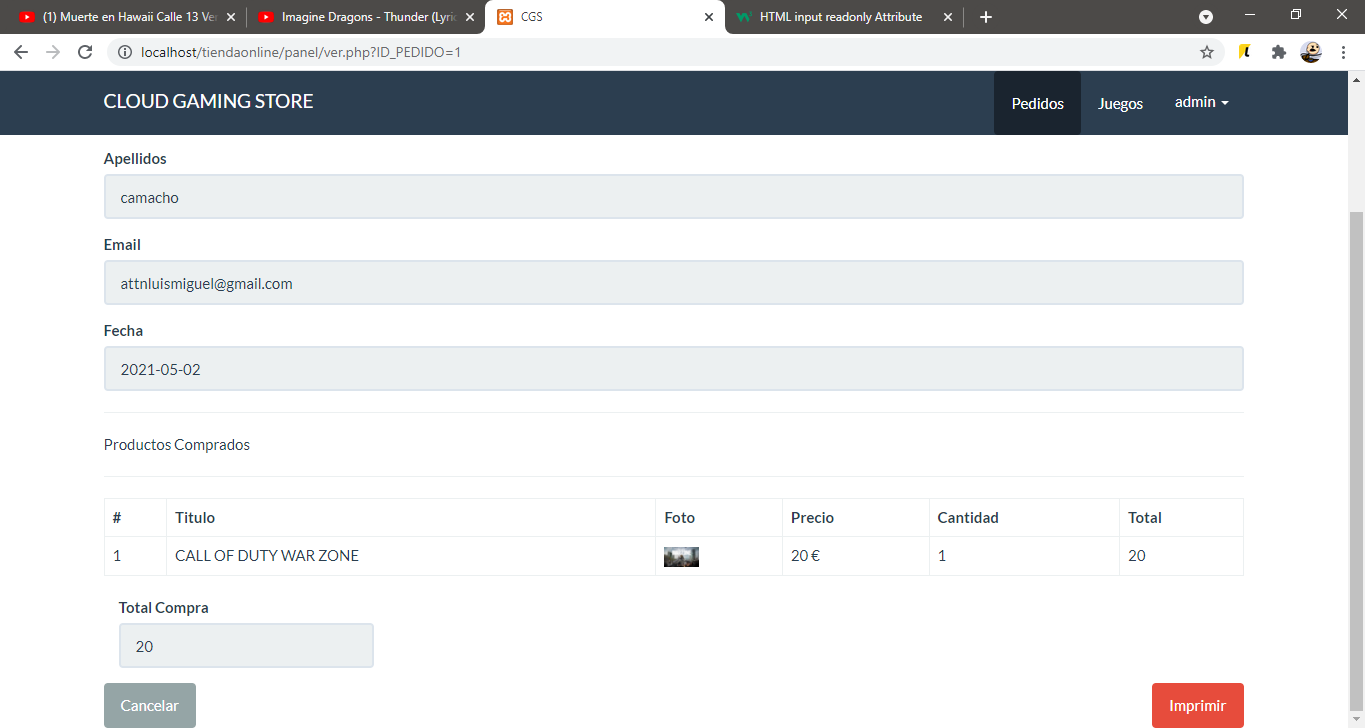 (1) Muerte en Hawaii Calle 13 Ver
Imagine Dragons - Thunder (Lyric
CGS
HTML input readonly Attribute
localhost/tiendaonline/panel/ver.php?ID_PEDIDO=1
CLOUD GAMING STORE
Pedidos
Juegos
admin
Apellidos
camacho
Email
attnluismiguel@gmail.com
Fecha
2021-05-02
Productos Comprados
# Titulo Foto Precio Cantidad Total
1 CALL OF DUTY WAR ZONE 20 € 1 20
Total Compra
20
Cancelar
Imprimir